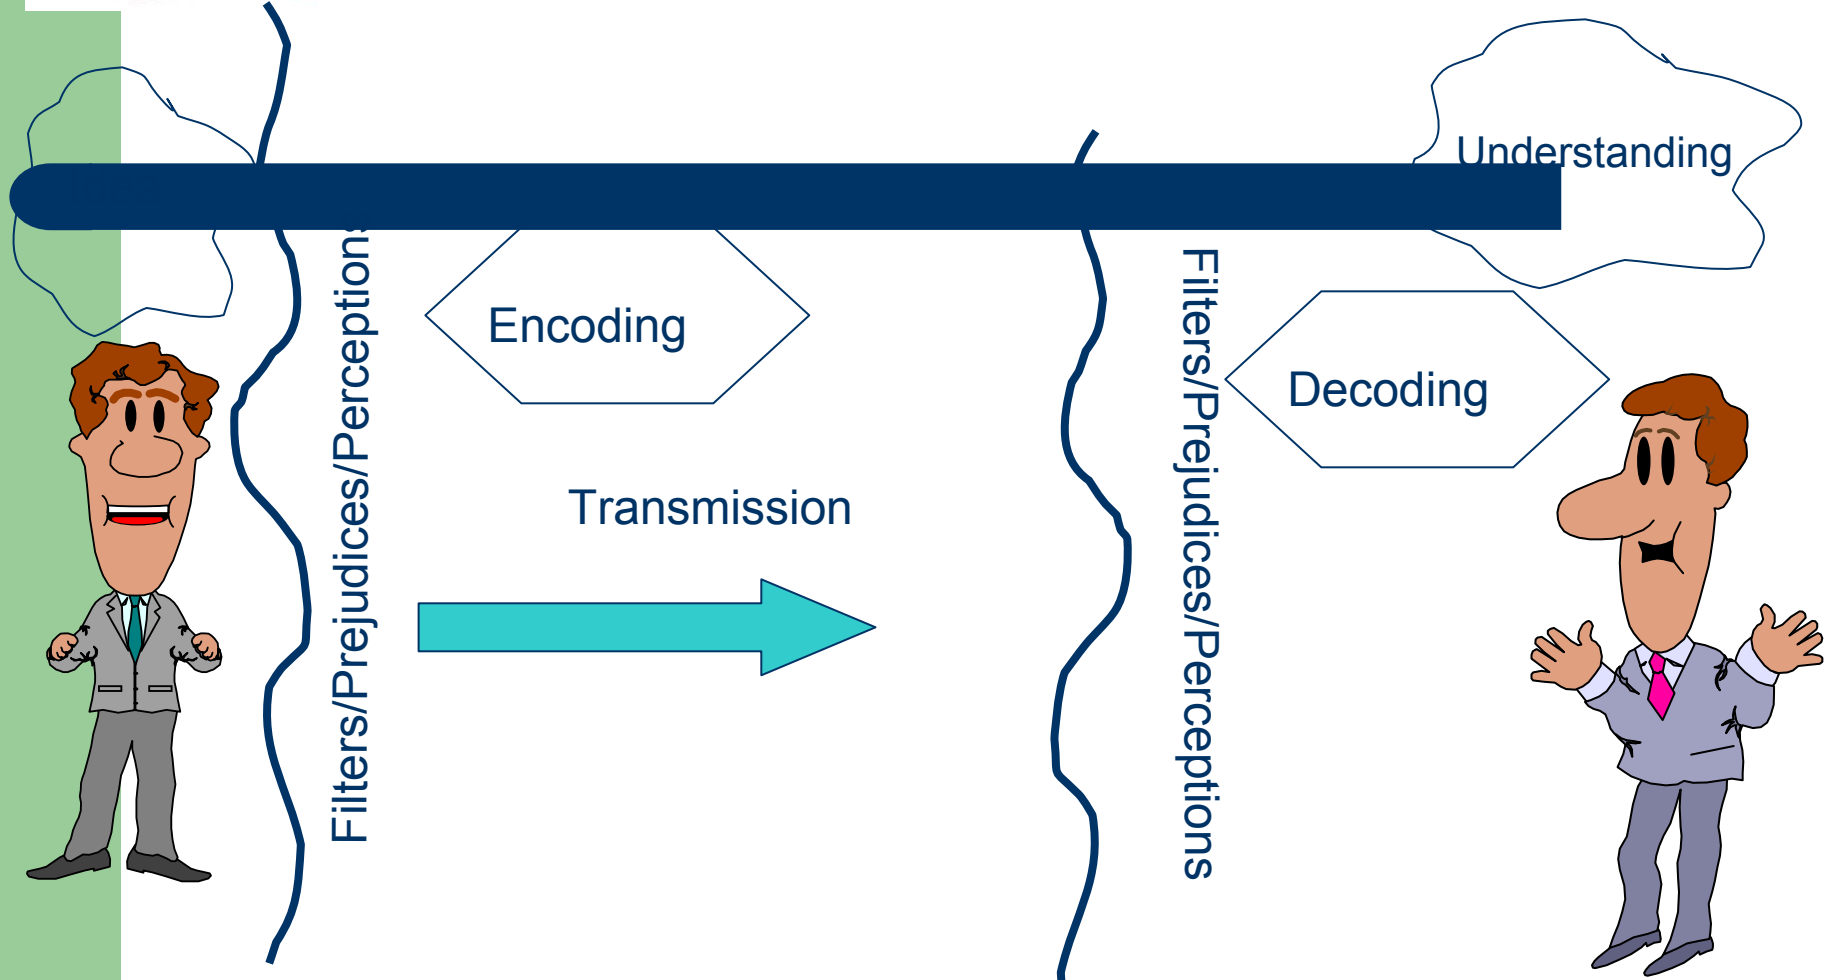 Understanding
Filters/Prejudices/Perceptions
Encoding
Filters/Prejudices/Perceptions
Decoding
Transmission